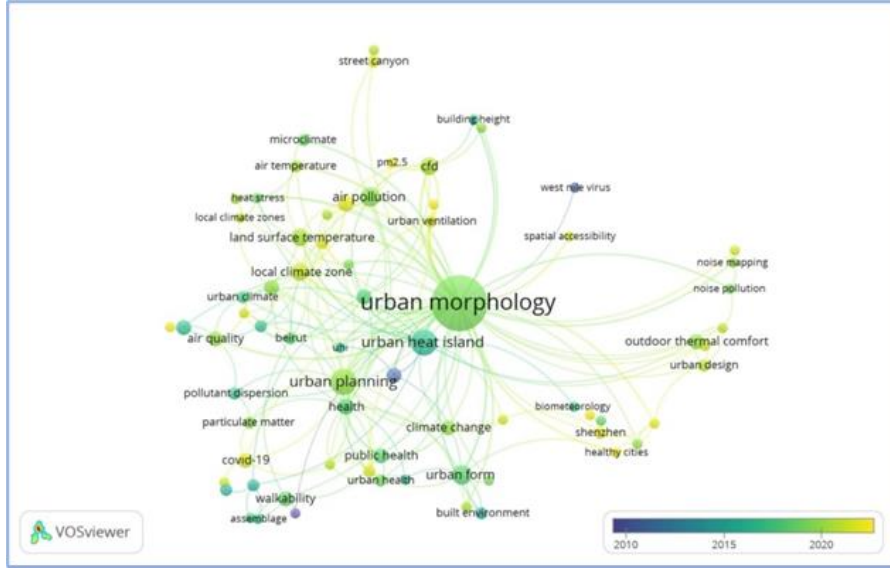 street canyon
building height
microclimate
air temperature
pm2.5
cfd
west nile virus
heat stress
air pollution
local climate zones
urban ventilation
land surface temperature
spatial accessibility
local climate zone
noise mapping
urban climate
noise pollution
urban morphology
air quality
beirut
uhi
urban heat island
outdoor thermal comfort
urban design
urban planning
pollutant dispersion
health
biometeorology
particulate matter
climate change
shenzhen
healthy cities
covid-19
public health
urban health
urban form
walkability
assemblage
built environment
VOSviewer
2010 2015 2020